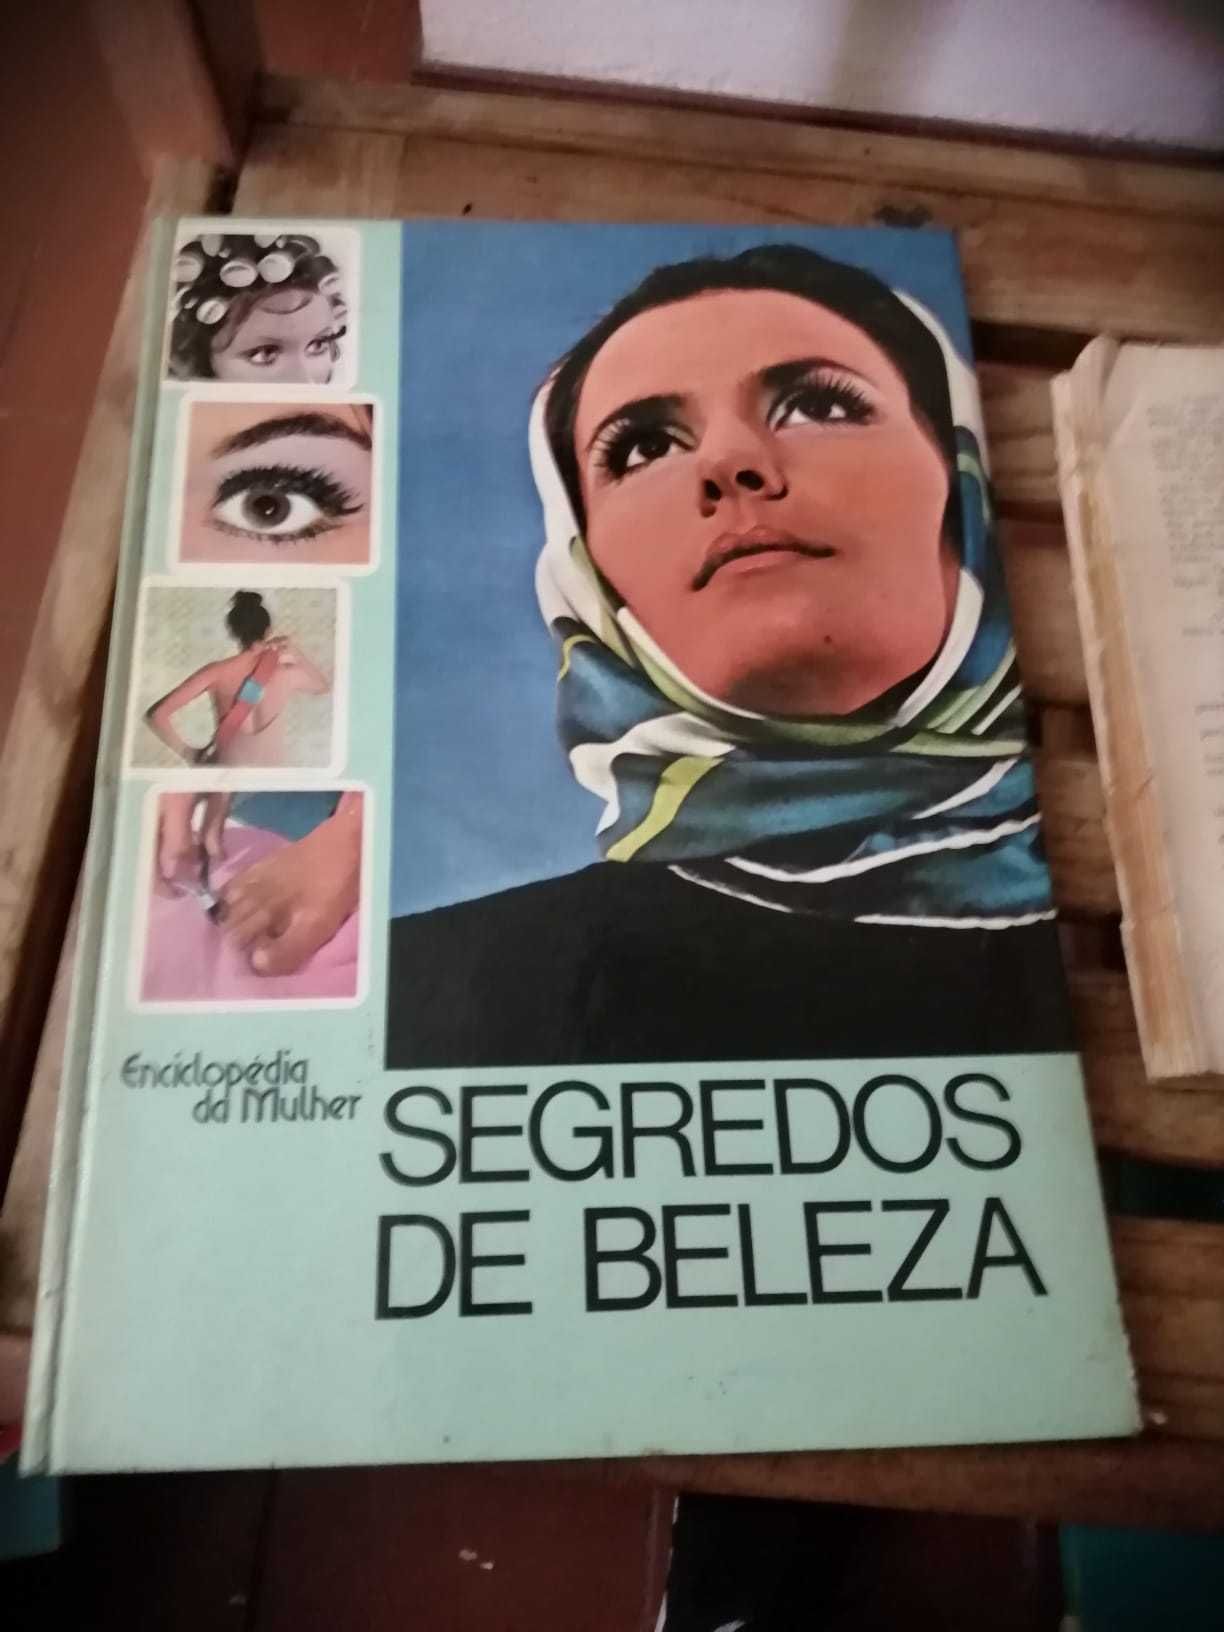 Enciclopédia
da Mulher
SEGREDOS
DE BELEZA